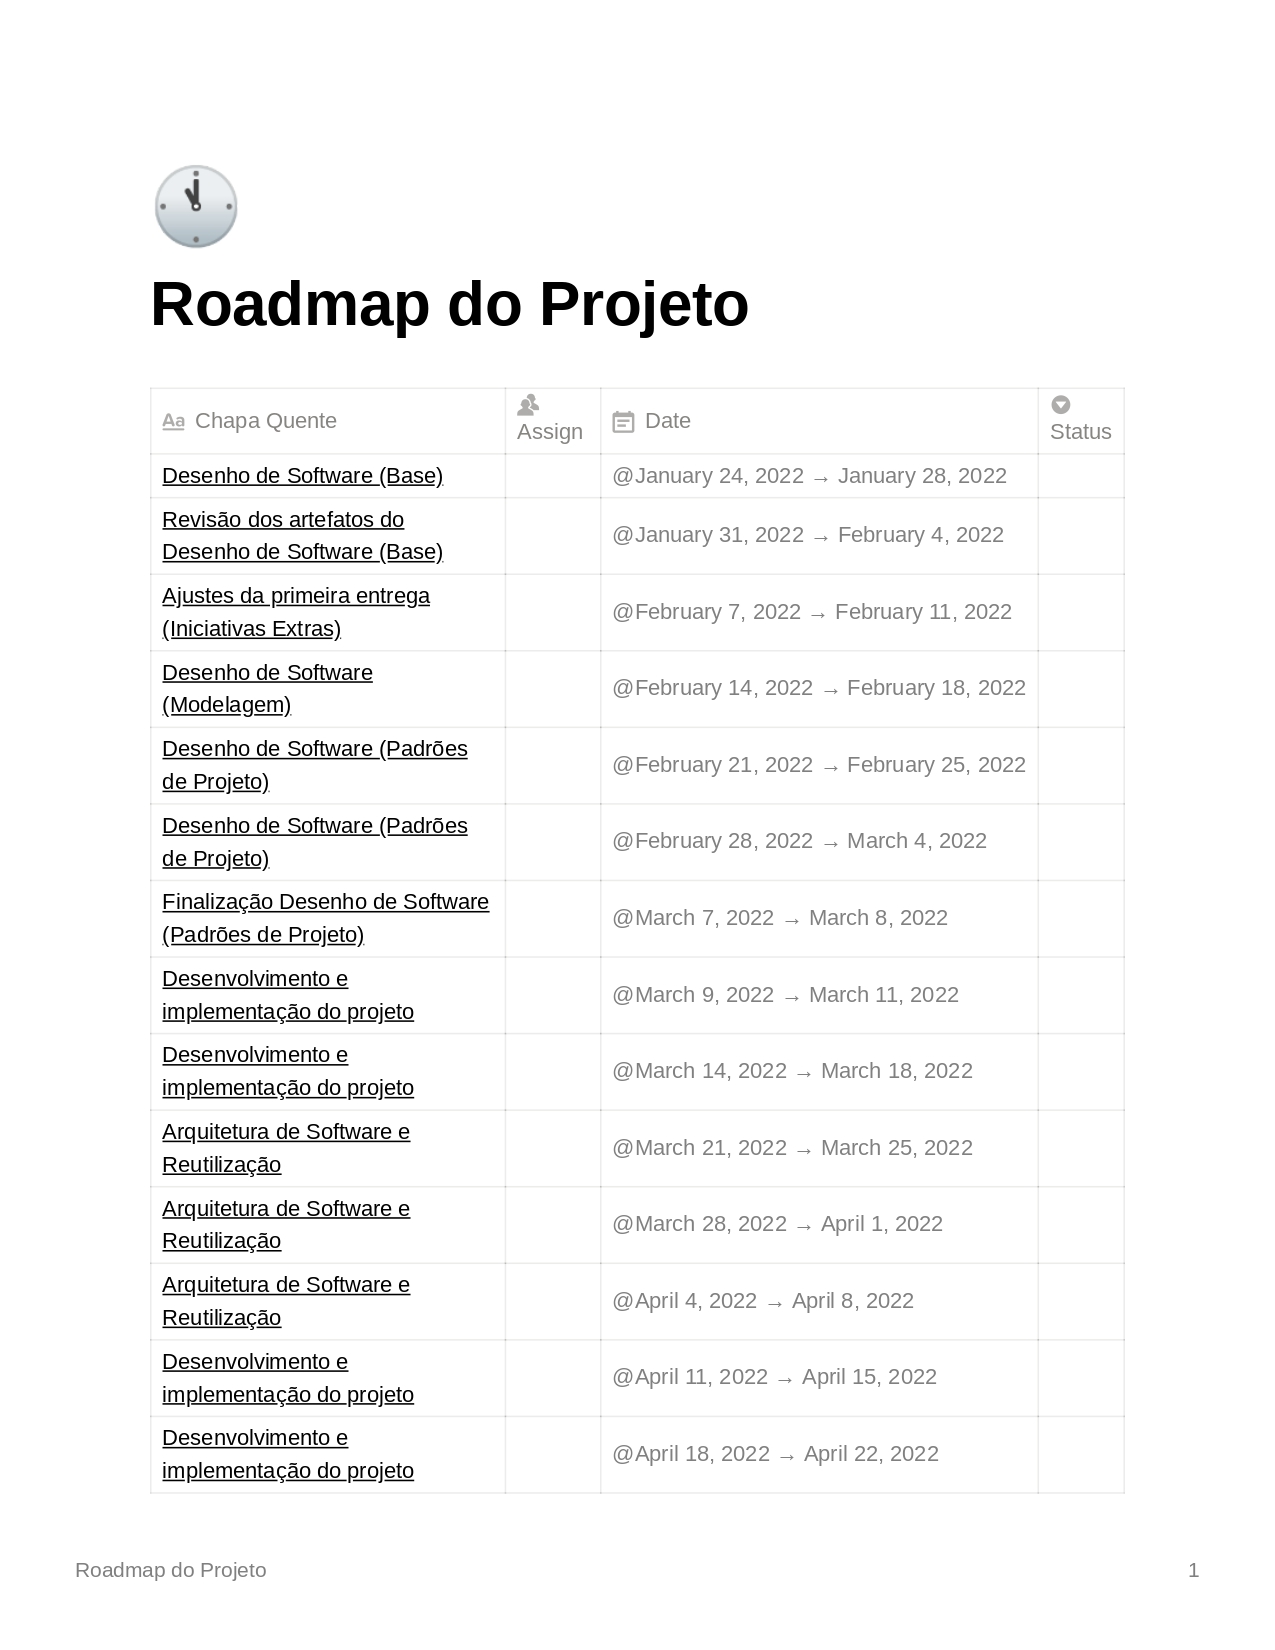 Roadmap do Projeto
Aa Chapa Quente
Assign
Date
Status
Desenho de Software (Base)
@January 24, 2022 → January 28, 2022
Revisão dos artefatos do
Desenho de Software (Base)
@January 31, 2022 → February 4, 2022
Ajustes da primeira entrega
(Iniciativas Extras)
@February 7, 2022 → February 11, 2022
Desenho de Software
(Modelagem)
@February 14, 2022 → February 18, 2022
Desenho de Software (Padrões
de Projeto)
@February 21, 2022 → February 25, 2022
Desenho de Software (Padrões
de Projeto)
@February 28, 2022 → March 4, 2022
Finalização Desenho de Software
(Padrões de Projeto)
@March 7, 2022 → March 8, 2022
Desenvolvimento e
implementação do projeto
@March 9, 2022 → March 11, 2022
Desenvolvimento e
implementação do projeto
@March 14, 2022 → March 18, 2022
Arquitetura de Software e
Reutilização
@March 21, 2022 → March 25, 2022
Arquitetura de Software e
Reutilização
@March 28, 2022 → April 1, 2022
Arquitetura de Software e
Reutilização
@April 4, 2022 → April 8, 2022
Desenvolvimento e
implementação do projeto
@April 11, 2022 → April 15, 2022
Desenvolvimento e
implementação do projeto
@April 18, 2022 → April 22, 2022
Roadmap do Projeto
1